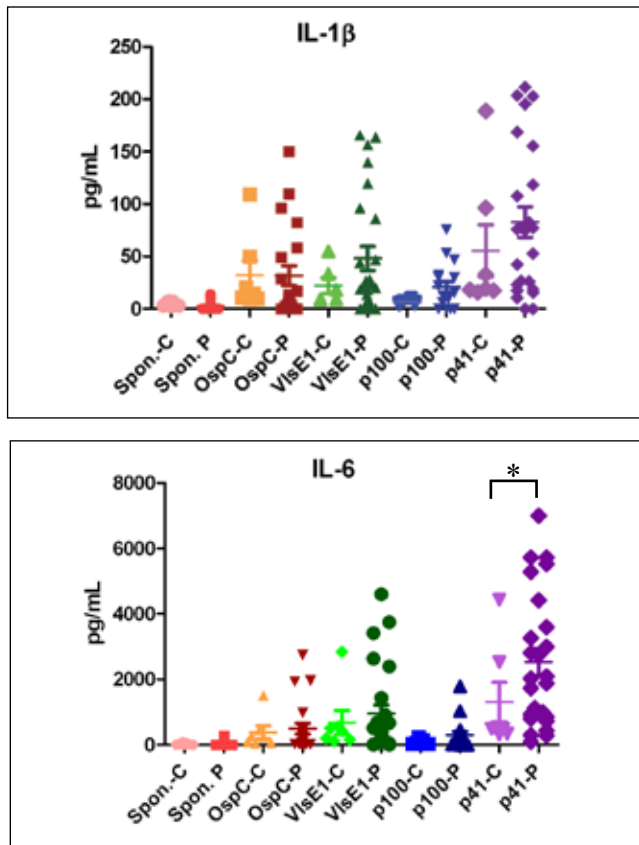 IL-1β
250
200
150
100
50
0
pg/mL
Spon.-C
Spon. P
OspC-C
OspC-P
VlsE1-C
VlsE1-P
p100-C
p100-P
p41-C
p41-P
IL-6
*
8000
6000
4000
2000
0
pg/mL
Spon.-C
Spon. P
OspC-C
OspC-P
VlsE1-C
VlsE1-P
p100-C
p100-P
p41-C
p41-P